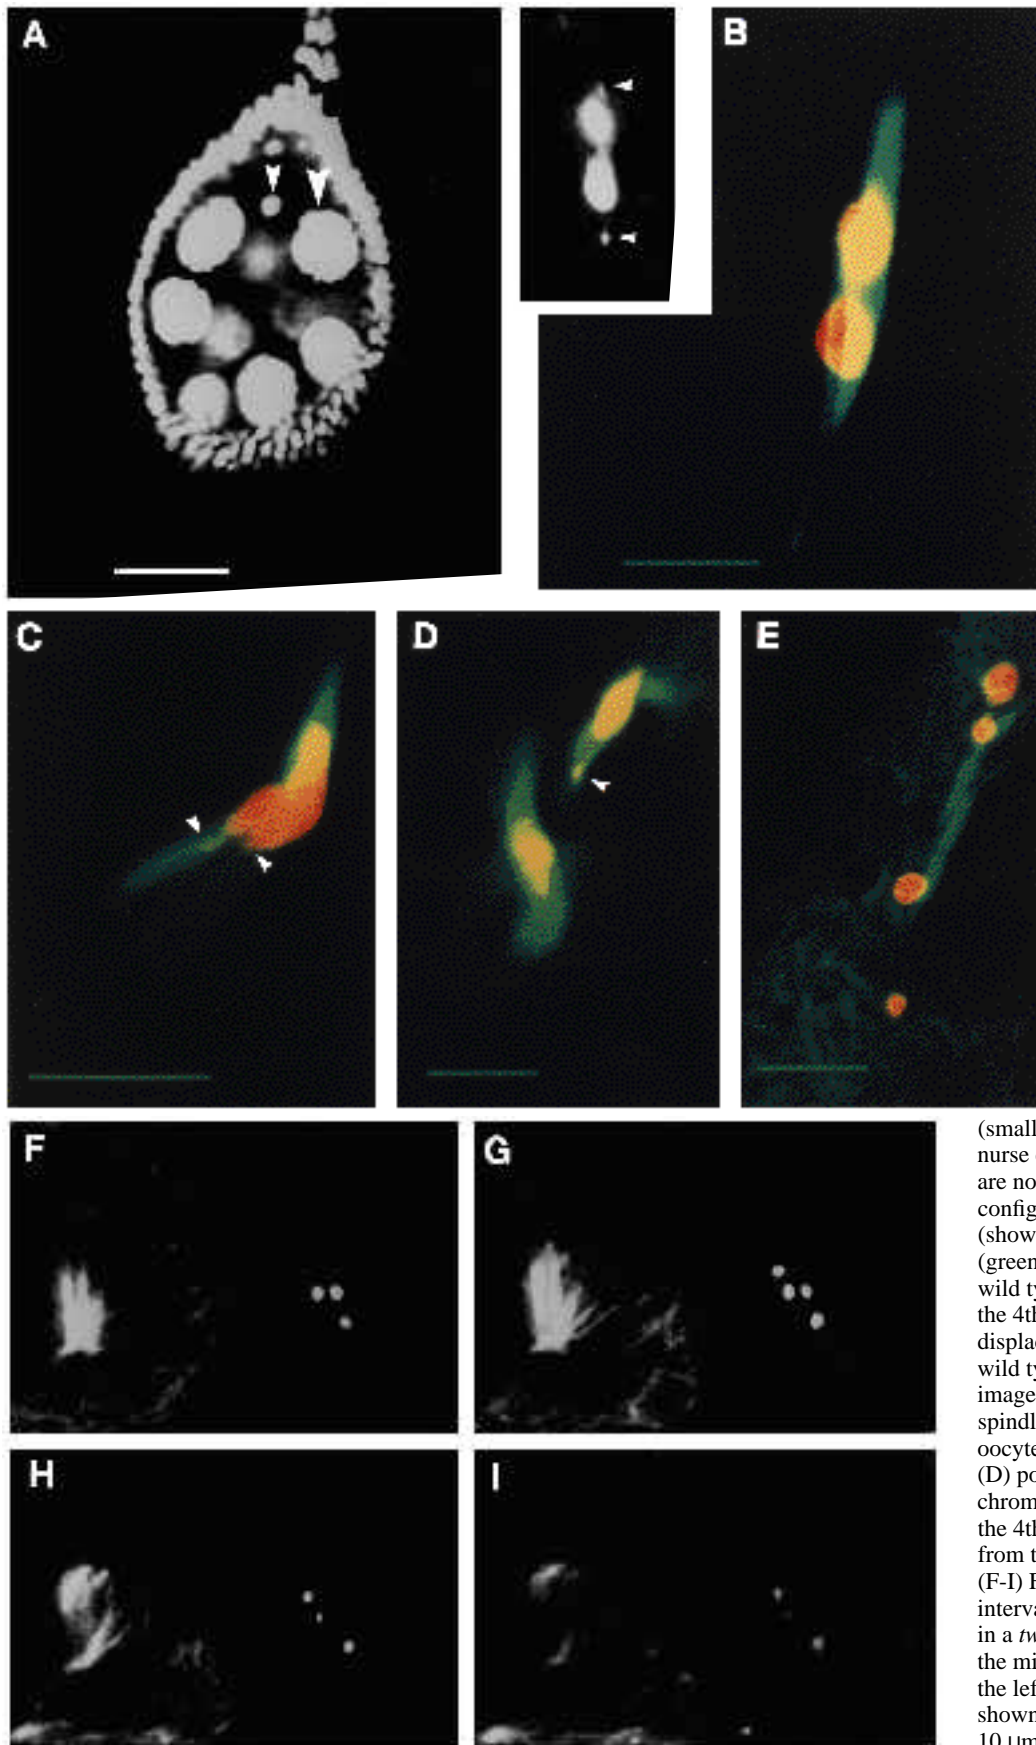 A
B
C
D
E
F
G
H
I
(small
nurse
are no
config
(show
(green
wild ty
the 4th
displac
wild ty
image
spindl
oocyte
(D) po
chrom
the 4th
from t
(F-I)
interva
in a tw
the mi
the lef
shown
10 µm